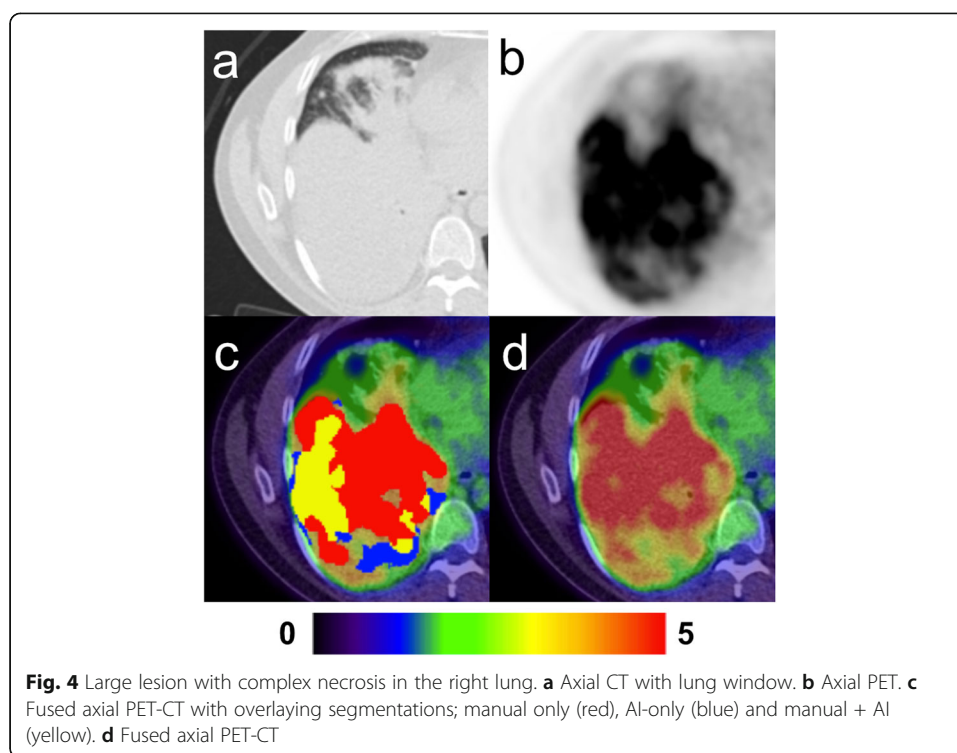 a
b
c
d
0
5
Fig. 4 Large lesion with complex necrosis in the right lung. a Axial CT with lung window. b Axial PET. c
Fused axial PET-CT with overlaying segmentations; manual only (red), AI-only (blue) and manual + AI
(yellow). d Fused axial PET-CT